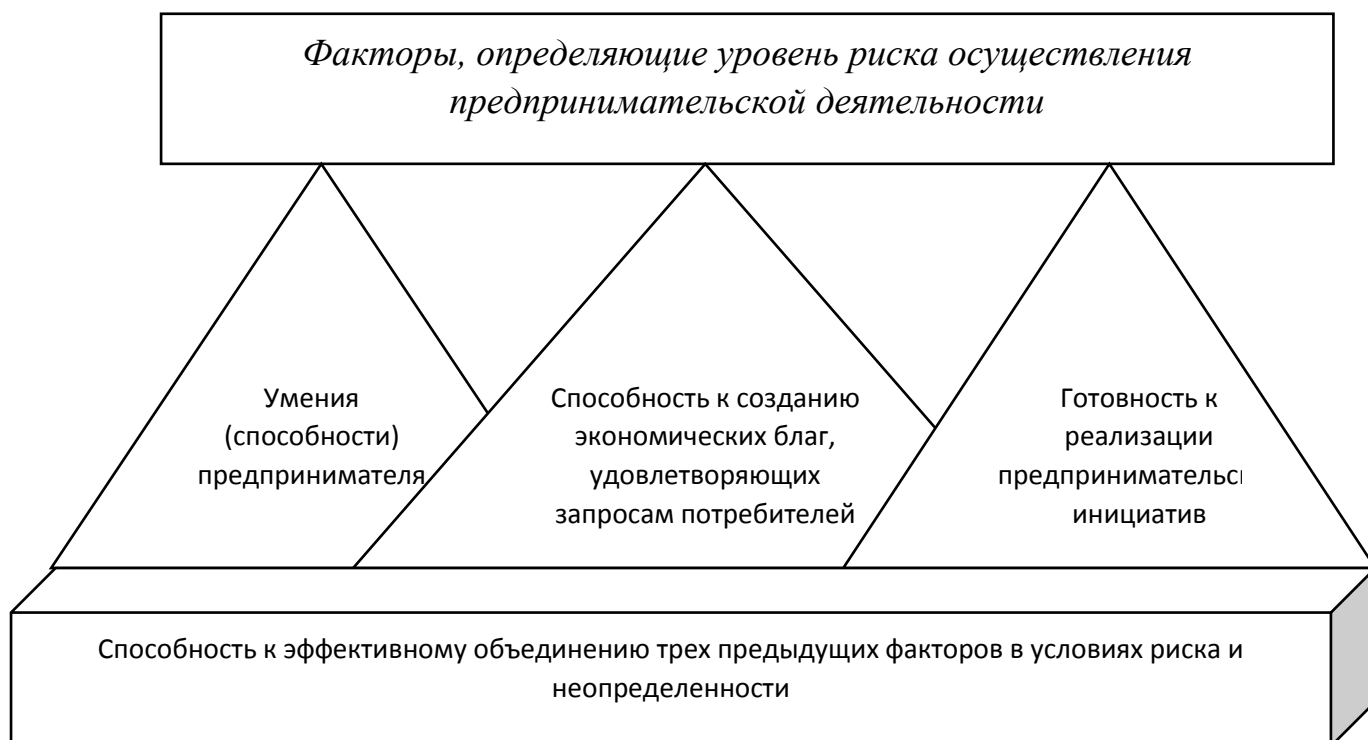 Факторы, определяющие уровень риска осуществления
предпринимательской деятельности
Умения
(способности)
предпринимателя
Способность к созданию
экономических благ,
удовлетворяющих
запросам потребителей
Готовность к
реализации
предпринимательс
инициатив
Способность к эффективному объединению трех предыдущих факторов в условиях риска и
неопределенности